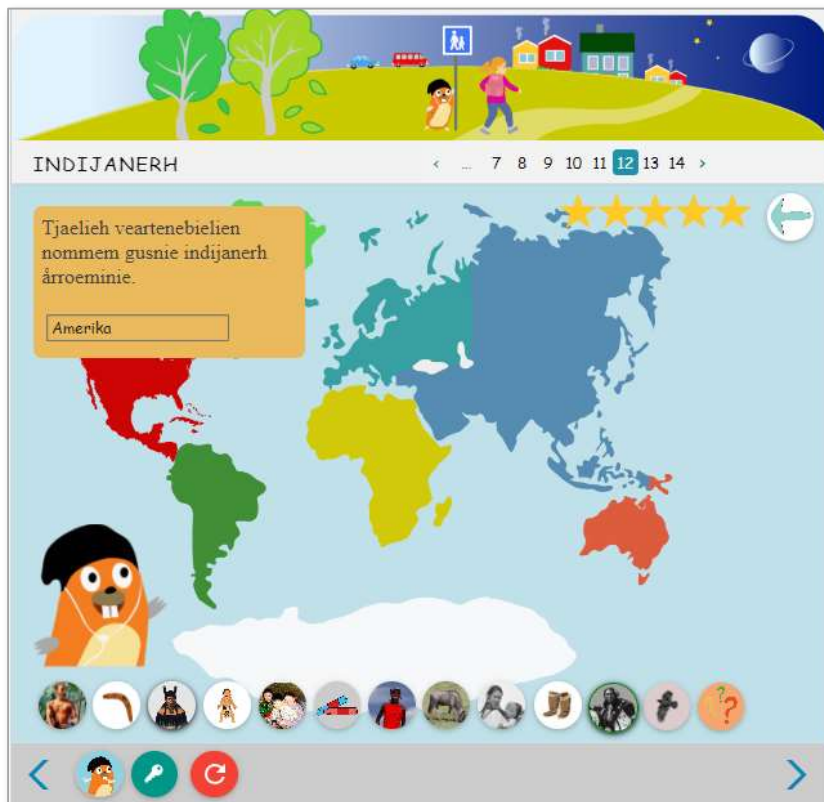 INDIJANERH
‹ ... 7 8 9 10 11 12 13 14 ›
Tjaelieh veartenebielien
nommem gusnie indijanerh
årroeminie.
Amerika
? ?